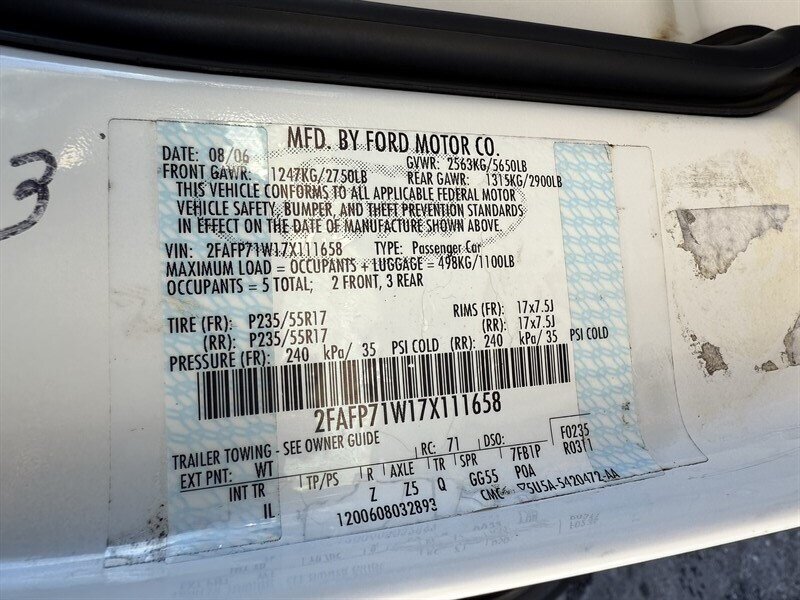 3
MFD. BY FORD MOTOR CO.
DATE: 08/06 GVWR: 2563KG/5650LB
FRONT GAWR: 1247KG/2750LB REAR GAWR: 1315KG/2900LB
THIS VEHICLE CONFORMS TO ALL APPLICABLE FEDERAL MOTOR
VEHICLE SAFETY, BUMPER, AND THEFT PREVENTION STANDARDS
IN EFFECT ON THE DATE OF MANUFACTURE SHOWN ABOVE.
VIN: 2FAFP71W17X111658 TYPE: Passenger Car
MAXIMUM LOAD = OCCUPANTS + LUGGAGE = 498KG/1100LB
OCCUPANTS = 5 TOTAL; 2 FRONT, 3 REAR
TIRE (FR): P235/55R17 RIMS (FR): 17x7.5J
(RR): P235/55R17 (RR): 17x7.5J
PRESSURE (FR): 240 kPa/ 35 PSI COLD (RR): 240 kPa/ 35 PSI COLD
2FAFP71W17X111658
TRAILER TOWING - SEE OWNER GUIDE F0235
EXT PNT: WT RC: 71 DSO: R0311
INT TR TP/PS R AXLE TR SPR 7FB1P
IL Z Z5 Q GG55 POA
1200608032893 CMC ▽5U5A-5420472-AA